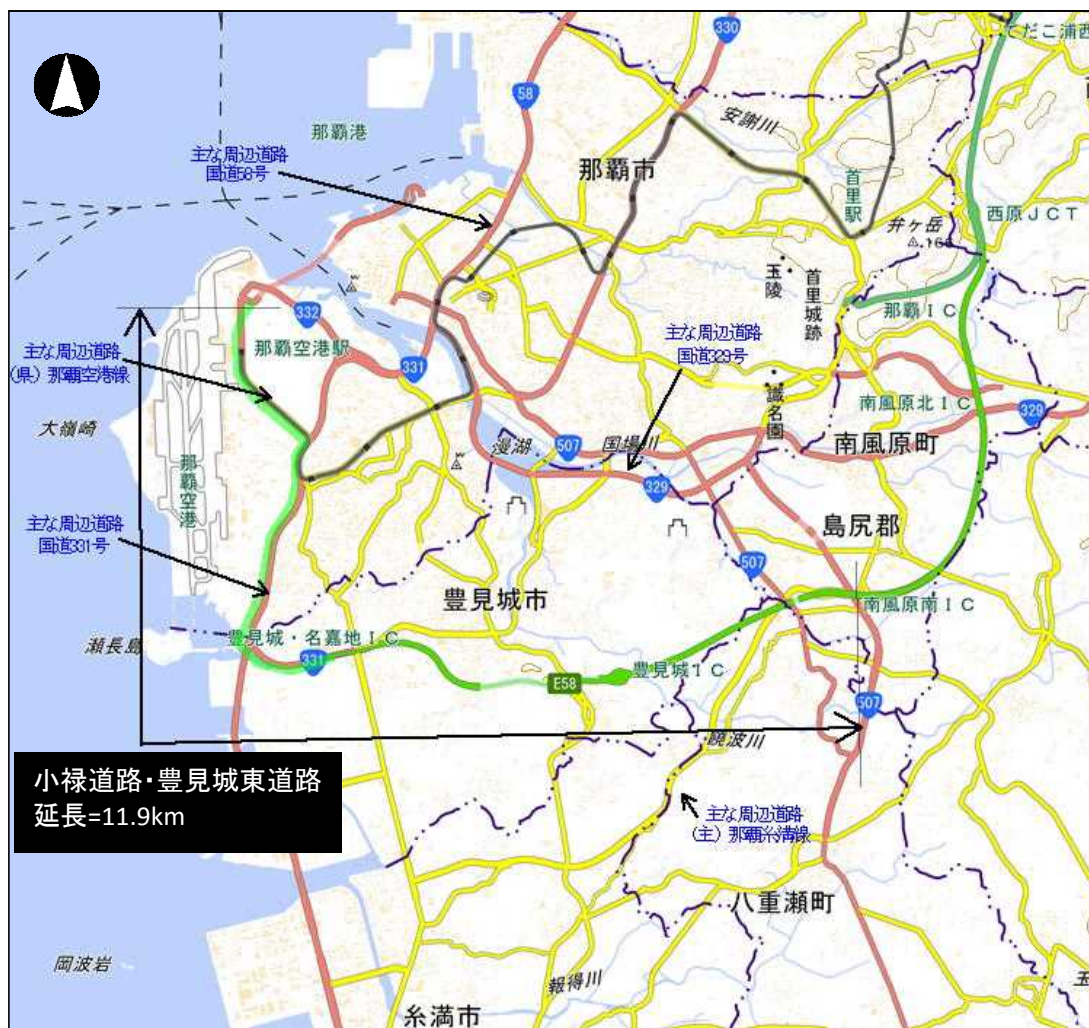 てだこ浦西
330
58
安謝川
那覇港
主な周辺道路
国道58号
那覇市
首里駅
弁ヶ岳
166
西原JCT
玉陵
首里城跡
那覇IC
332
主な周辺道路
国道329号
那覇空港駅
主な周辺道路
(県)那覇空港線
331
識名園
南風原北IC
329
大嶺崎
507
国場川
漫湖
南風原町
那覇空港
329
主な周辺道路
国道331号
島尻郡
507
豊見城市
南風原南IC
豊見城・名嘉地IC
瀬長島
331
豊見城IC
E58
507
饒波川
小禄道路・豊見城東道路
延長=11.9km
主な周辺道路
(主)那覇糸満線
八重瀬町
岡波岩
報得川
糸満市
玉